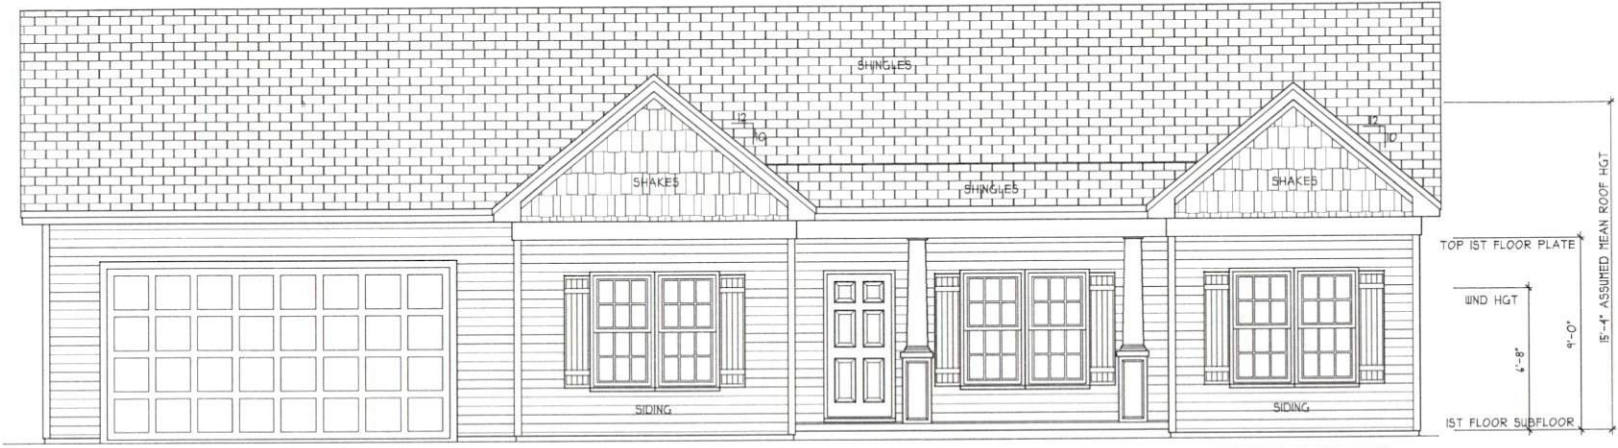 SHINGLES
12
10
12
10
SHAKES
SHINGLES
SHAKES
15'-4" ASSUMED MEAN ROOF HGT
TOP 1ST FLOOR PLATE
WND HGT
9'-0"
6'-8"
SIDING
SIDING
1ST FLOOR SUBFLOOR